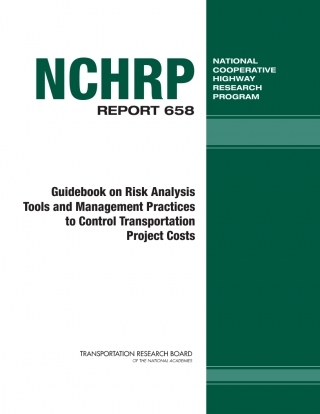 NCHRP
REPORT 658
NATIONAL
COOPERATIVE
HIGHWAY
RESEARCH
PROGRAM
Guidebook on Risk Analysis
Tools and Management Practices
to Control Transportation
Project Costs
TRANSPORTATION RESEARCH BOARD
OF THE NATIONAL ACADEMIES